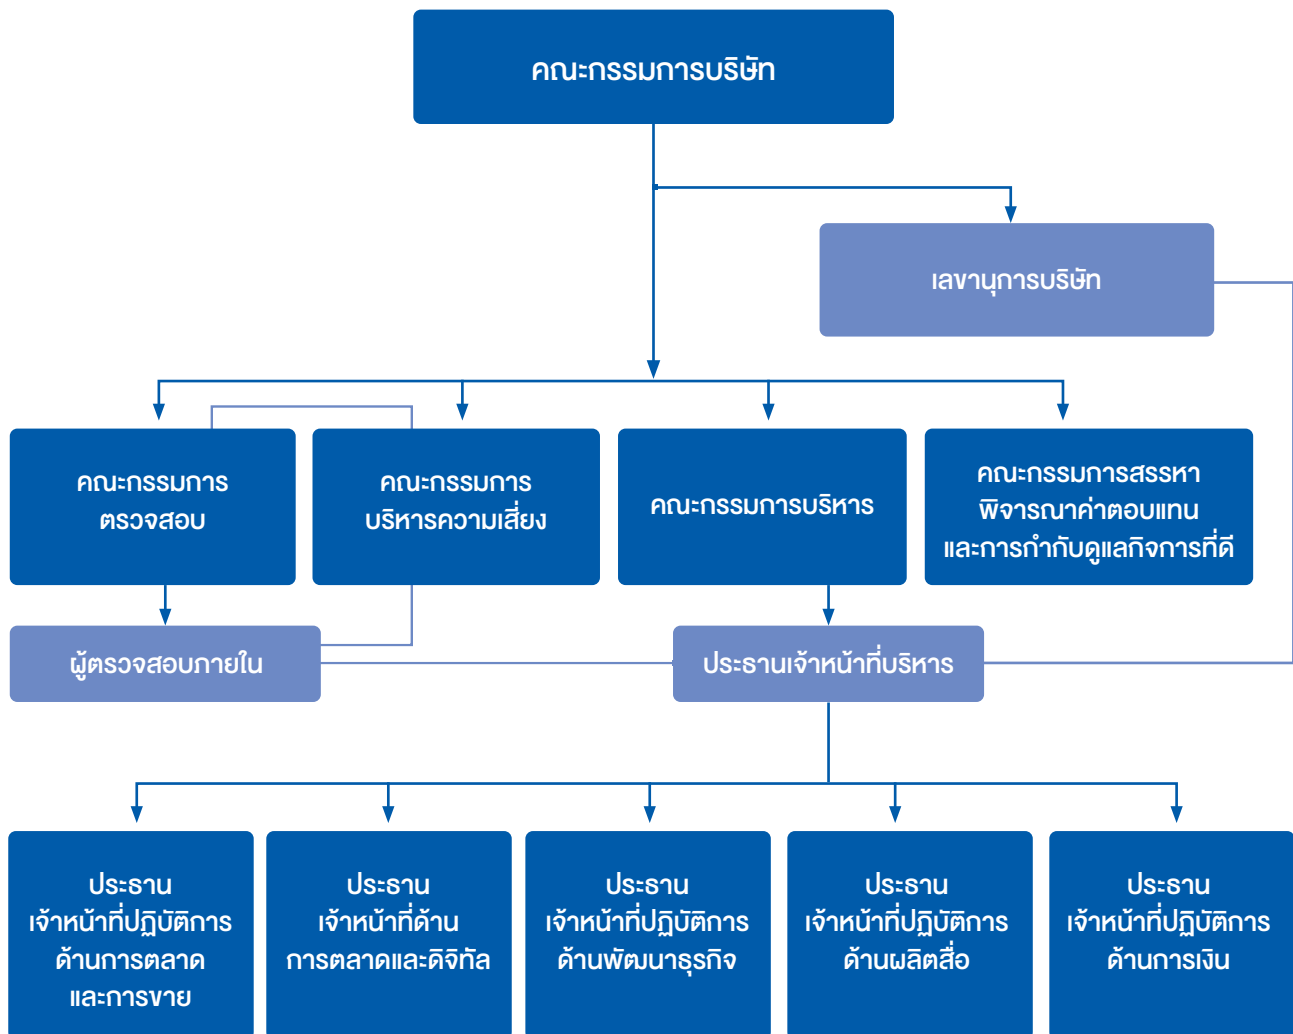 คณะกรรมการบริษัท
เลขานุการบริษัท
คณะกรรมการ
ตรวจสอบ
คณะกรรมการ
บริหารความเสี่ยง
คณะกรรมการบริหาร
คณะกรรมการสรรหา
พิจารณาค่าตอบแทน
และการกำกับดูแลกิจการที่ดี
ผู้ตรวจสอบภายใน
ประธานเจ้าหน้าที่บริหาร
ประธาน
เจ้าหน้าที่ปฏิบัติการ
ด้านการตลาด
และการขาย
ประธาน
เจ้าหน้าที่ด้าน
การตลาดและดิจิทัล
ประธาน
เจ้าหน้าที่ปฏิบัติการ
ด้านพัฒนาธุรกิจ
ประธาน
เจ้าหน้าที่ปฏิบัติการ
ด้านผลิตสื่อ
ประธาน
เจ้าหน้าที่ปฏิบัติการ
ด้านการเงิน